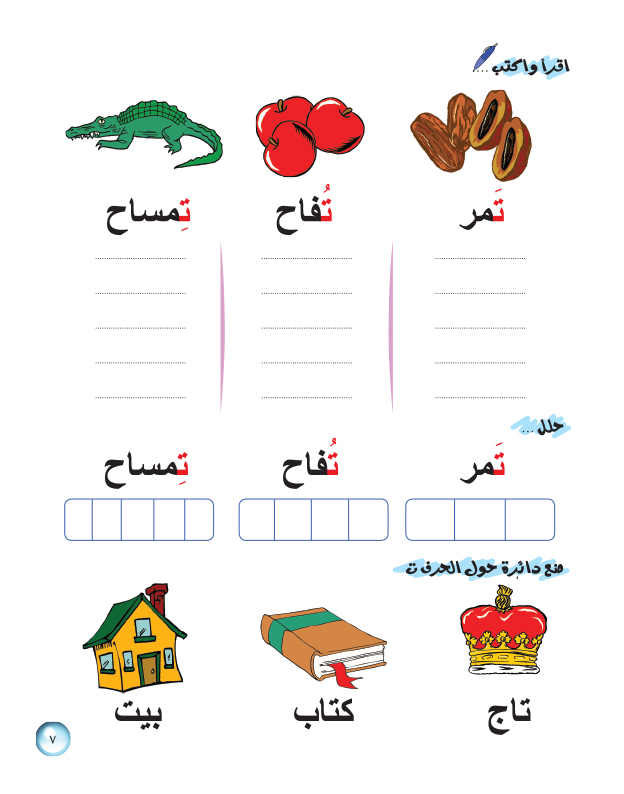 اقرأ واكتب ....
تَمر تُفاح تِمساح
حلل ...
تَمر تُفاح تِمساح
ضع دائرة حول الحرف ت
تاج كتاب بيت
٧